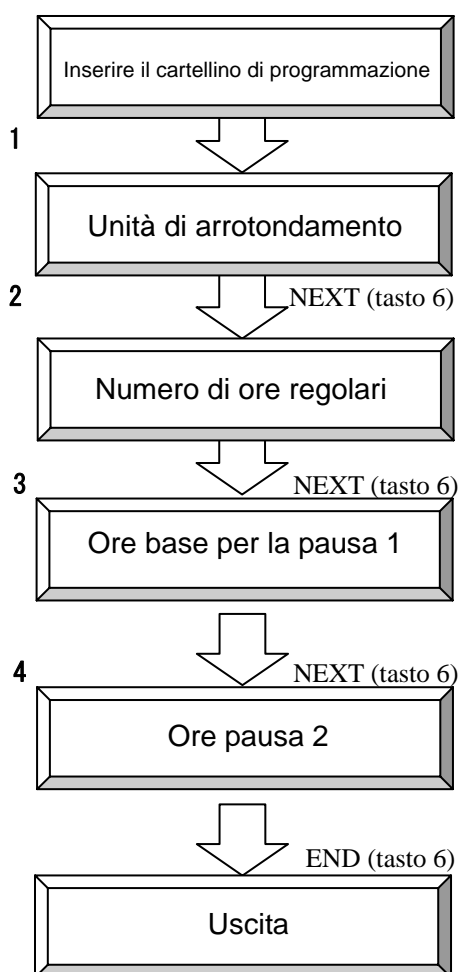 Inserire il cartellino di programmazione
1
Unità di arrotondamento
2
NEXT (tasto 6)
Numero di ore regolari
3
NEXT (tasto 6)
Ore base per la pausa 1
4
NEXT (tasto 6)
Ore pausa 2
END (tasto 6)
Uscita